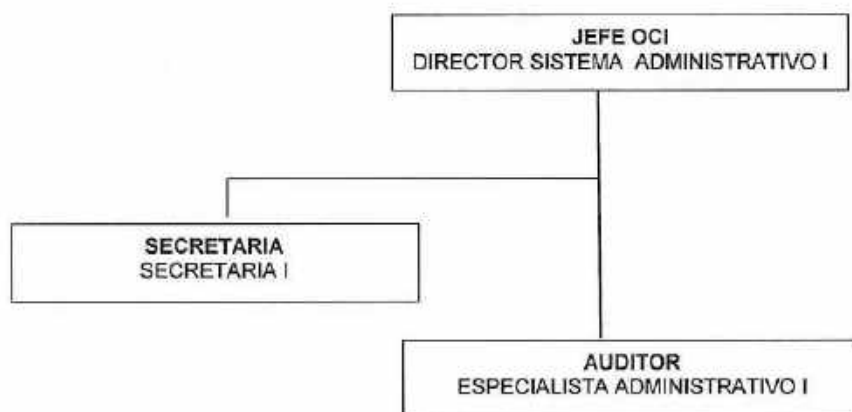 JEFE OCI
DIRECTOR SISTEMA ADMINISTRATIVO I
SECRETARIA
SECRETARIA I
AUDITOR
ESPECIALISTA ADMINISTRATIVO I